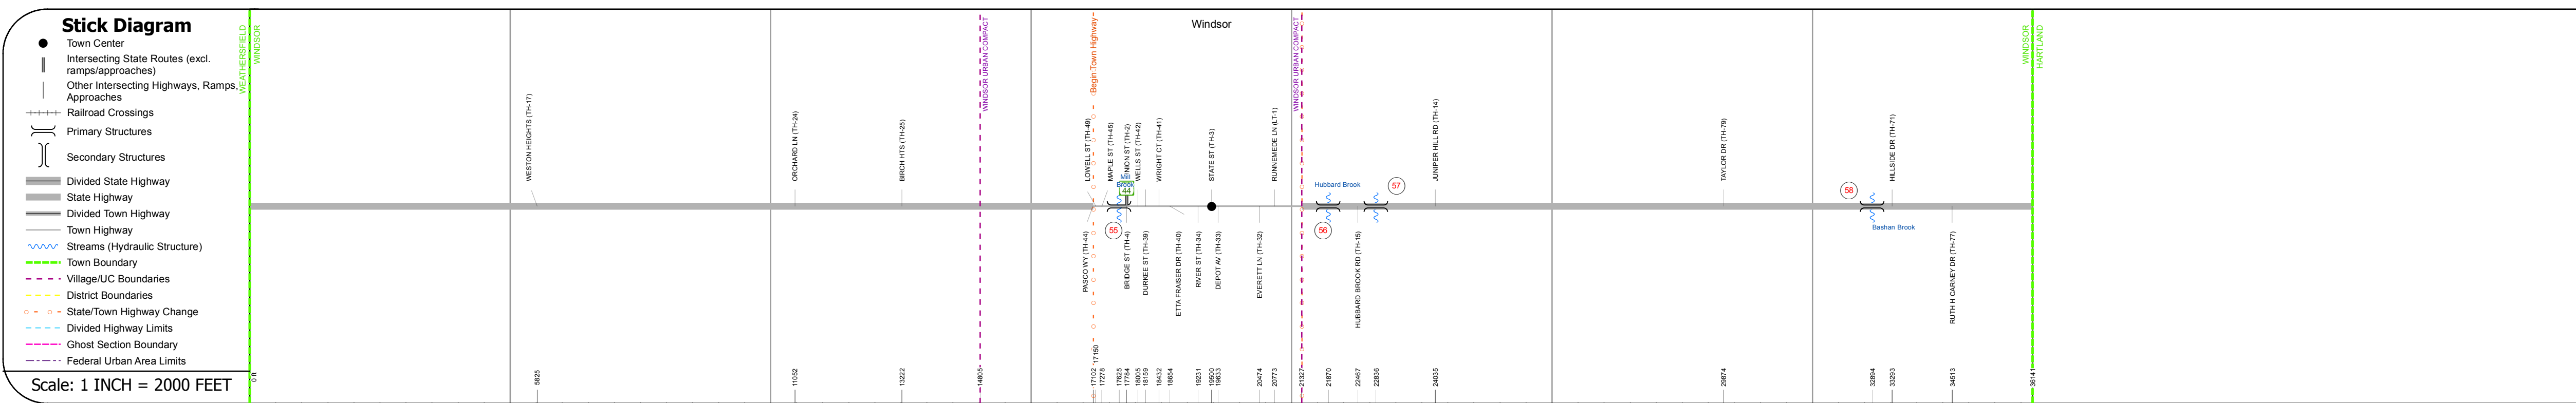 Stick Diagram
Town Center
Intersecting State Routes (excl.
ramps/approaches)
Other Intersecting Highways, Ramps,
Approaches
Railroad Crossings
Primary Structures
Secondary Structures
Divided State Highway
State Highway
Divided Town Highway
Town Highway
Streams (Hydraulic Structure)
Town Boundary
Village/UC Boundaries
District Boundaries
State/Town Highway Change
Divided Highway Limits
Ghost Section Boundary
Federal Urban Area Limits
Scale: 1 INCH = 2000 FEET
WEATHERSFIELD
WINDSOR
WESTON HEIGHTS (TH-17)
ORCHARD LN (TH-24)
BIRCH HTS (TH-25)
WINDSOR URBAN COMPACT
Begin Town Highway
LOWELL ST (TH-49)
MAPLE ST (TH-45)
UNION ST (TH-2)
WELLS ST (TH-42)
WRIGHT CT (TH-41)
Windsor
STATE ST (TH-3)
RUNNEMEDE LN (LT-1)
WINDSOR URBAN COMPACT
JUNIPER HILL RD (TH-14)
TAYLOR DR (TH-79)
HILLSIDE DR (TH-71)
WINDSOR
HARTLAND
Mill
Brook
44
Hubbard Brook
57
58
55
56
Bashan Brook
PASCO WY (TH-44)
BRIDGE ST (TH-4)
DURKEE ST (TH-39)
ETTA FRAISER DR (TH-40)
RIVER ST (TH-34)
DEPOT AV (TH-33)
EVERETT LN (TH-32)
HUBBARD BROOK RD (TH-15)
RUTH H CARNEY DR (TH-77)
0 ft
5825
11052
13222
14805
17102
17150
17278
17625
17784
18005
18159
18432
18654
19231
19500
19633
20474
20773
21327
21870
22467
22836
24035
29874
32894
33293
34513
36141